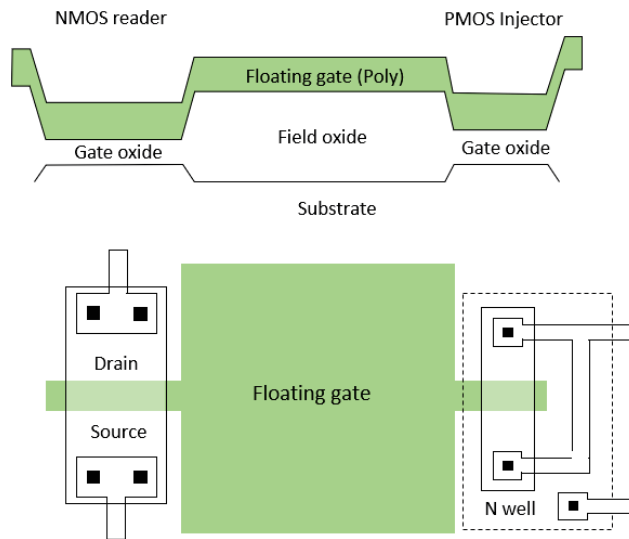 NMOS reader
PMOS Injector
Floating gate (Poly)
Gate oxide
Field oxide
Gate oxide
Substrate
Drain
Floating gate
Source
N well